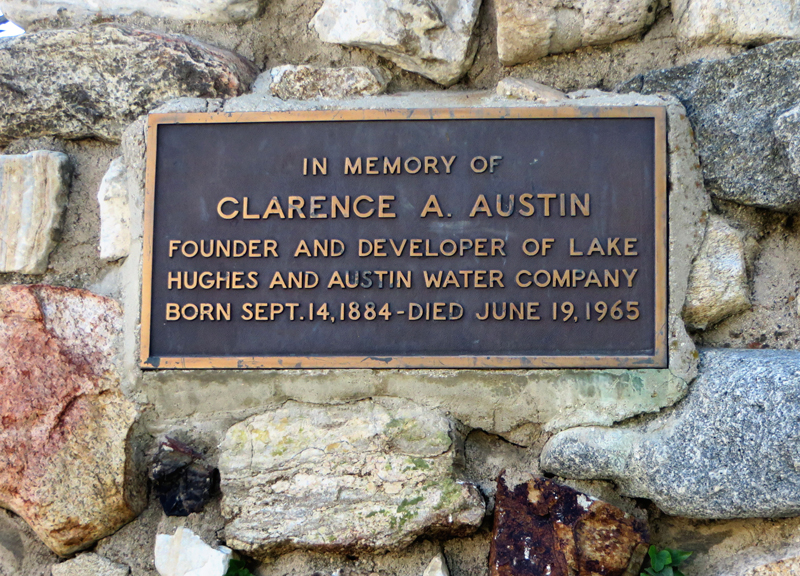 IN MEMORY OF
CLARENCE A. AUSTIN
FOUNDER AND DEVELOPER OF LAKE
HUGHES AND AUSTIN WATER COMPANY
BORN SEPT. 14, 1884 - DIED JUNE 19, 1965